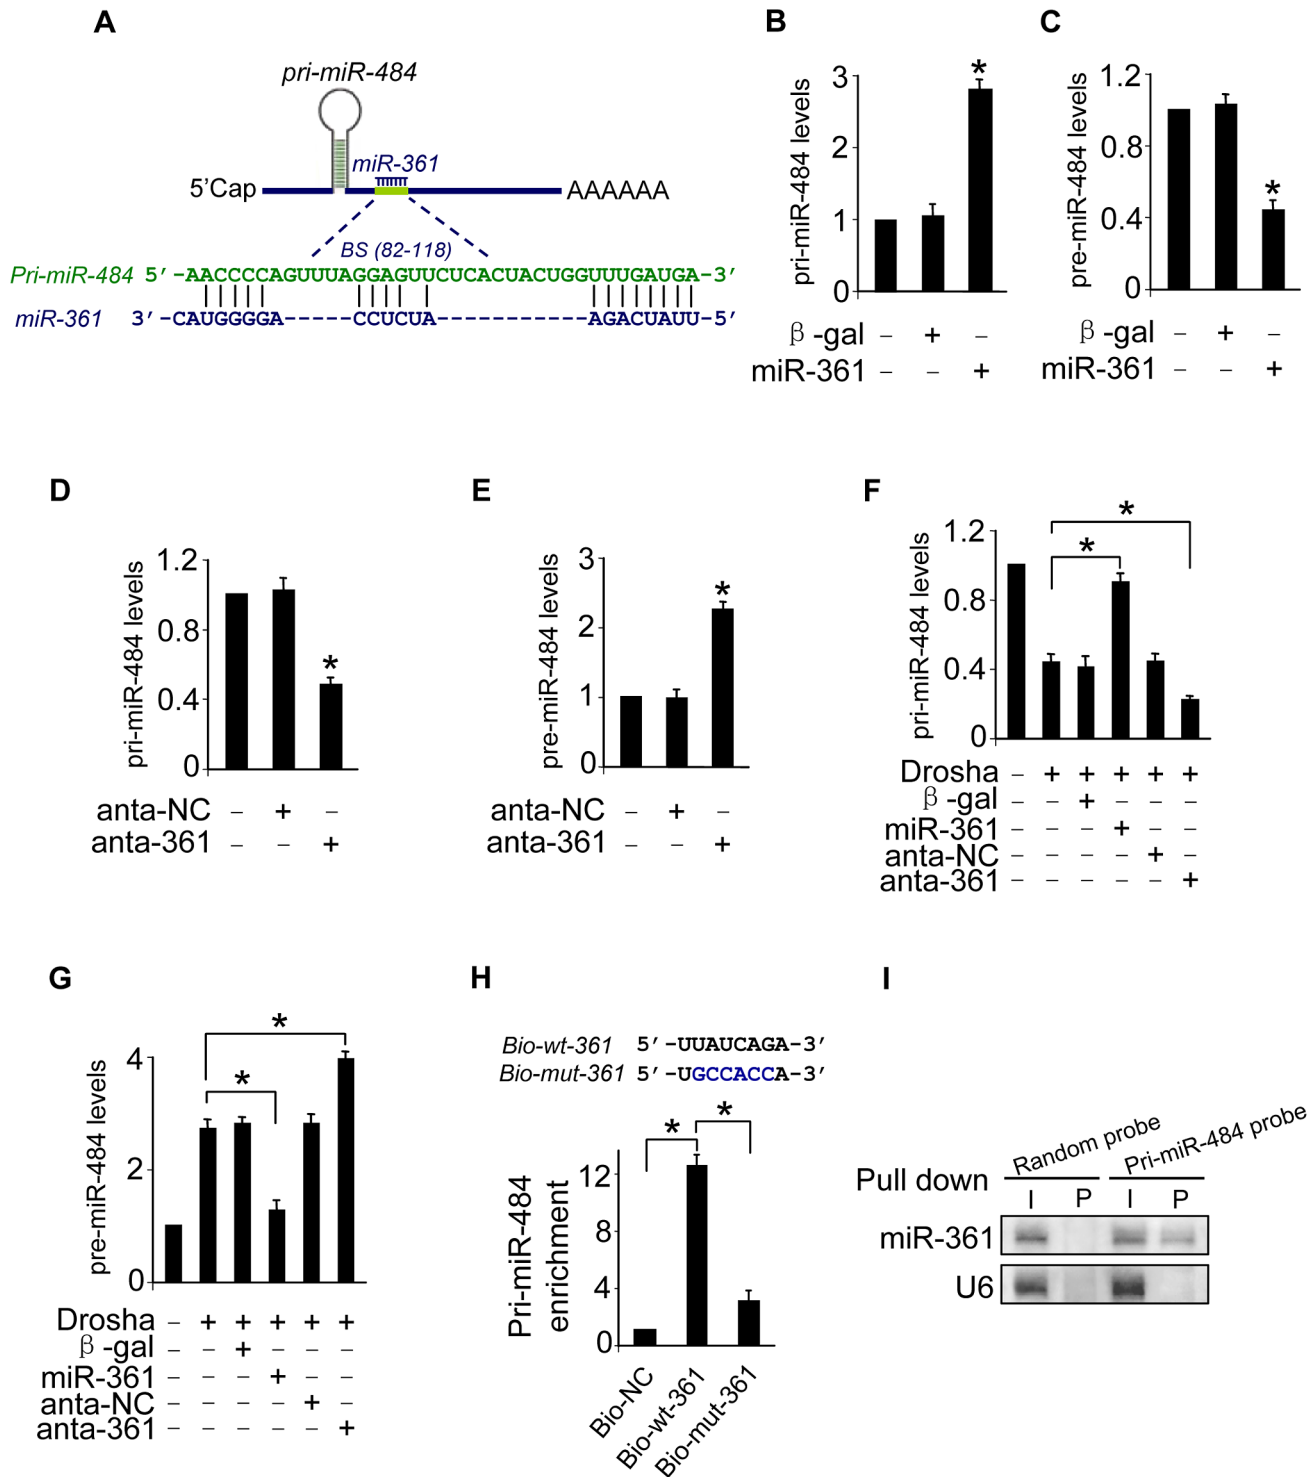 A
pri-miR-484
miR-361
5'Cap AAAAAA
BS (82-118)
Pri-miR-484 5'-AACCCCAGUUUAGGAGUUCUCACUACUGGUUUGAUGA-3'
miR-361 3'-CAUGGGGA-----CCUCUA-----------AGACUAUU-5'
B
pri-miR-484 levels
3
2
1
0
*
β-gal − + −
miR-361 − − +
C
pre-miR-484 levels
1.2
0.8
0.4
0
*
β-gal − + −
miR-361 − − +
D
pri-miR-484 levels
1.2
0.8
0.4
0
*
anta-NC − + −
anta-361 − − +
E
pre-miR-484 levels
3
2
1
0
*
anta-NC − + −
anta-361 − − +
F
pri-miR-484 levels
1.2
0.8
0.4
0
*
*
Drosha − + + + + +
β-gal − − + − − −
miR-361 − − − + − −
anta-NC − − − − + −
anta-361 − − − − − +
G
pre-miR-484 levels
4
2
0
*
*
Drosha − + + + + +
β-gal − − + − − −
miR-361 − − − + − −
anta-NC − − − − + −
anta-361 − − − − − +
H
Bio-wt-361 5'-UUAUCAGA-3'
Bio-mut-361 5'-UGCCACCA-3'
Pri-miR-484
enrichment
12
8
4
0
*
*
Bio-NC
Bio-wt-361
Bio-mut-361
I
Random probe
Pri-miR-484 probe
Pull down
I P I P
miR-361
U6